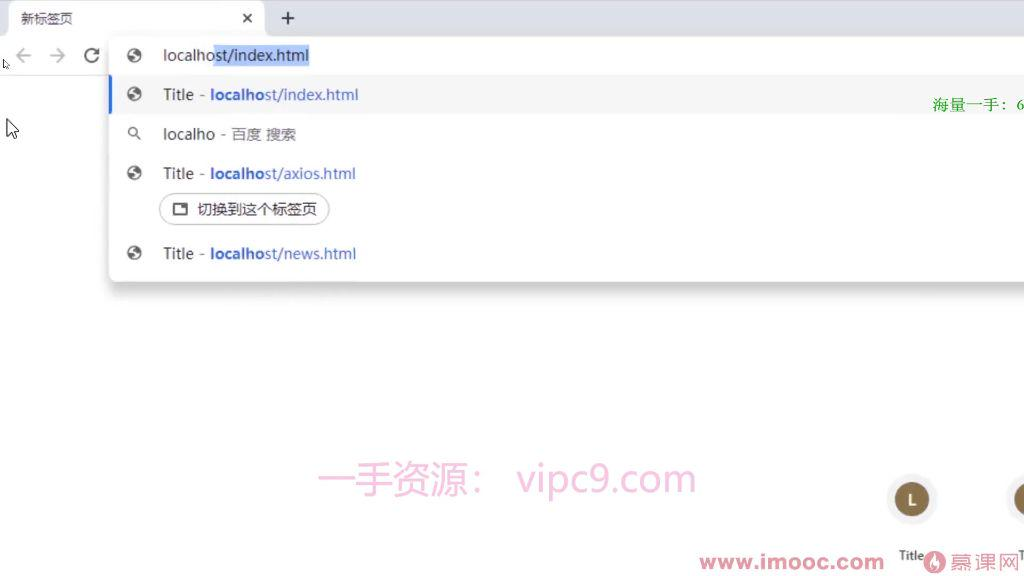 新标签页
localhost/index.html
Title - localhost/index.html
海量一手：6
localho - 百度 搜索
Title - localhost/axios.html
切换到这个标签页
Title - localhost/news.html
一手资源： vipc9.com
L
Title
www.imooc.com 慕课网